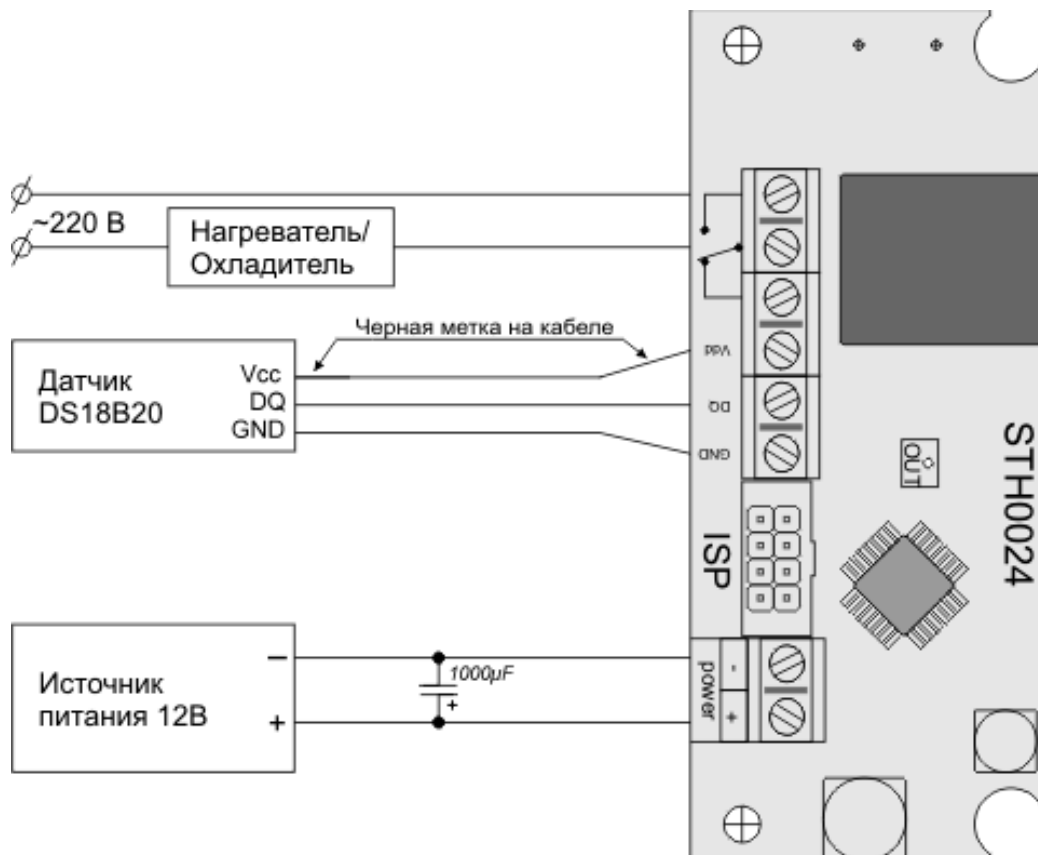 ~220 В
Нагреватель/
Охладитель
Черная метка на кабеле
Датчик
DS18B20
Vcc
DQ
GND
Vdd
DQ
GND
OUT
STH0024
ISP
Источник
питания 12В
−
+
1000µF
+
power
-
+